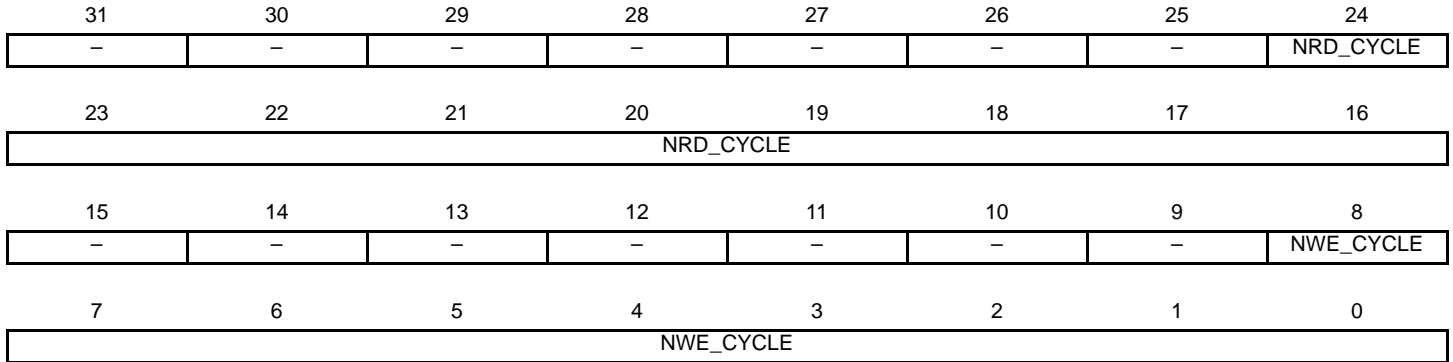 31 30 29 28 27 26 25 24
– – – – – – – NRD_CYCLE
23 22 21 20 19 18 17 16
NRD_CYCLE
15 14 13 12 11 10 9 8
– – – – – – – NWE_CYCLE
7 6 5 4 3 2 1 0
NWE_CYCLE